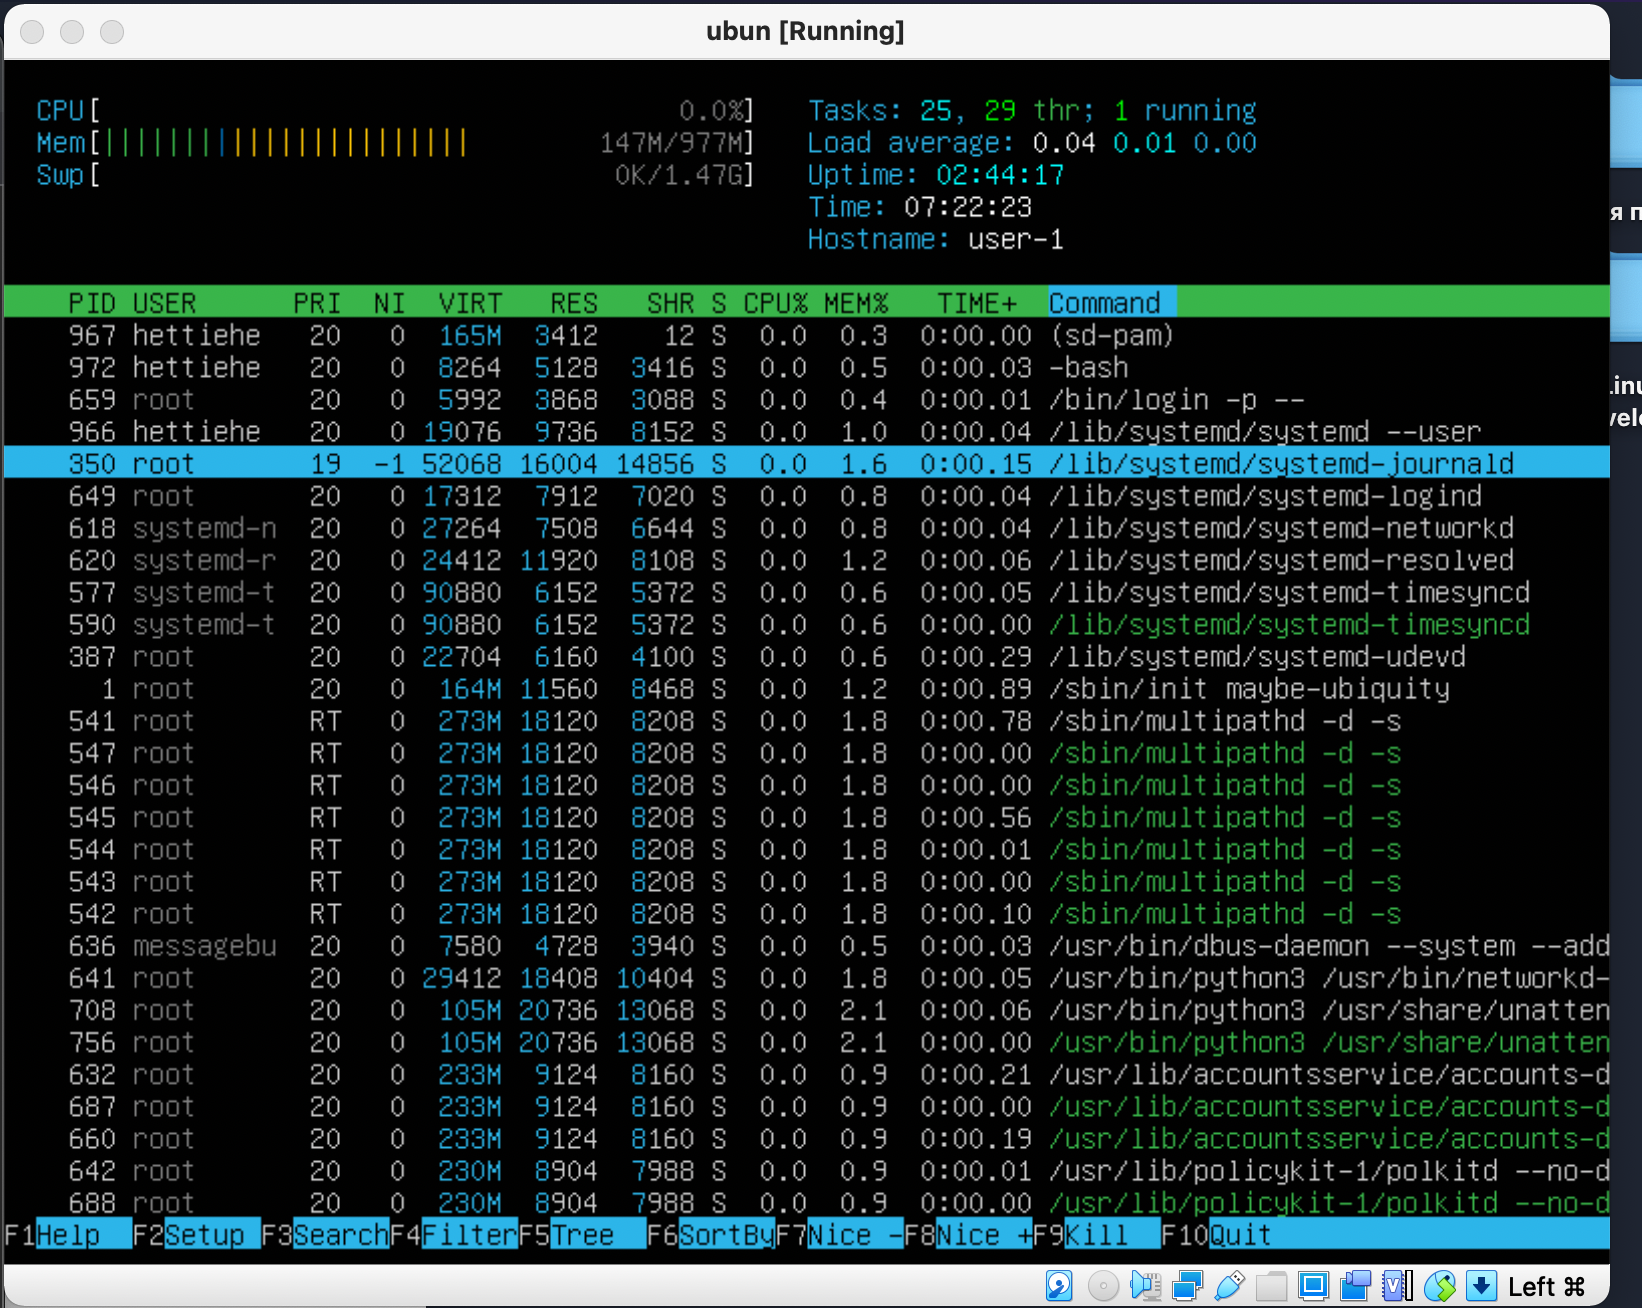 ubun [Running]
CPU[ 0.0%] Tasks: 25, 29 thr; 1 running
Mem[|||||||||||||||||||||||||||||||| 147M/977M] Load average: 0.04 0.01 0.00
Swp[ 0K/1.47G] Uptime: 02:44:17
Time: 07:22:23
Hostname: user-1
PID USER PRI NI VIRT RES SHR S CPU% MEM% TIME+ Command
967 hettiehe 20 0 165M 3412 12 S 0.0 0.3 0:00.00 (sd-pam)
972 hettiehe 20 0 8264 5128 3416 S 0.0 0.5 0:00.03 -bash
659 root 20 0 5992 3868 3088 S 0.0 0.4 0:00.01 /bin/login -p --
966 hettiehe 20 0 19076 9736 8152 S 0.0 1.0 0:00.04 /lib/systemd/systemd --user
350 root 19 -1 52068 16004 14856 S 0.0 1.6 0:00.15 /lib/systemd/systemd-journald
649 root 20 0 17312 7912 7020 S 0.0 0.8 0:00.04 /lib/systemd/systemd-logind
618 systemd-n 20 0 27264 7508 6644 S 0.0 0.8 0:00.04 /lib/systemd/systemd-networkd
620 systemd-r 20 0 24412 11920 8108 S 0.0 1.2 0:00.06 /lib/systemd/systemd-resolved
577 systemd-t 20 0 90880 6152 5372 S 0.0 0.6 0:00.05 /lib/systemd/systemd-timesyncd
590 systemd-t 20 0 90880 6152 5372 S 0.0 0.6 0:00.00 /lib/systemd/systemd-timesyncd
387 root 20 0 22704 6160 4100 S 0.0 0.6 0:00.29 /lib/systemd/systemd-udevd
1 root 20 0 164M 11560 8468 S 0.0 1.2 0:00.89 /sbin/init maybe-ubiquity
541 root RT 0 273M 18120 8208 S 0.0 1.8 0:00.78 /sbin/multipathd -d -s
547 root RT 0 273M 18120 8208 S 0.0 1.8 0:00.00 /sbin/multipathd -d -s
546 root RT 0 273M 18120 8208 S 0.0 1.8 0:00.00 /sbin/multipathd -d -s
545 root RT 0 273M 18120 8208 S 0.0 1.8 0:00.56 /sbin/multipathd -d -s
544 root RT 0 273M 18120 8208 S 0.0 1.8 0:00.01 /sbin/multipathd -d -s
543 root RT 0 273M 18120 8208 S 0.0 1.8 0:00.00 /sbin/multipathd -d -s
542 root RT 0 273M 18120 8208 S 0.0 1.8 0:00.10 /sbin/multipathd -d -s
636 messagebu 20 0 7580 4728 3940 S 0.0 0.5 0:00.03 /usr/bin/dbus-daemon --system --add
641 root 20 0 29412 18408 10404 S 0.0 1.8 0:00.05 /usr/bin/python3 /usr/bin/networkd-
708 root 20 0 105M 20736 13068 S 0.0 2.1 0:00.06 /usr/bin/python3 /usr/share/unatten
756 root 20 0 105M 20736 13068 S 0.0 2.1 0:00.00 /usr/bin/python3 /usr/share/unatten
632 root 20 0 233M 9124 8160 S 0.0 0.9 0:00.21 /usr/lib/accountsservice/accounts-d
687 root 20 0 233M 9124 8160 S 0.0 0.9 0:00.00 /usr/lib/accountsservice/accounts-d
660 root 20 0 233M 9124 8160 S 0.0 0.9 0:00.19 /usr/lib/accountsservice/accounts-d
642 root 20 0 230M 8904 7988 S 0.0 0.9 0:00.01 /usr/lib/policykit-1/polkitd --no-d
688 root 20 0 230M 8904 7988 S 0.0 0.9 0:00.00 /usr/lib/policykit-1/polkitd --no-d
F1Help F2Setup F3SearchF4FilterF5Tree F6SortByF7Nice -F8Nice +F9Kill F10Quit
Left ⌘